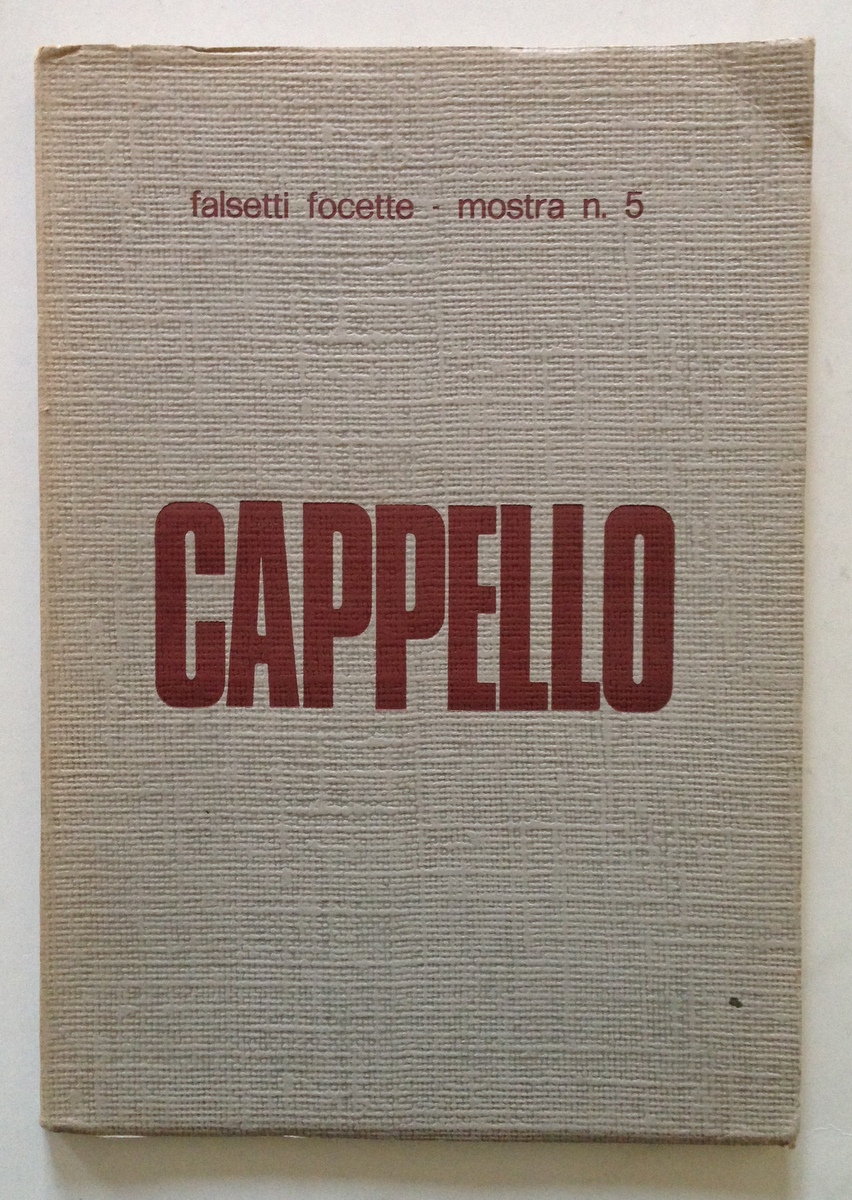 falsetti focette - mostra n. 5
CAPPELLO